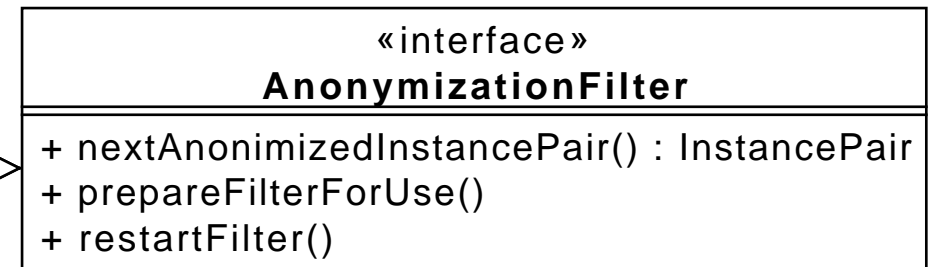 «interface»
AnonymizationFilter
+ nextAnonimizedInstancePair() : InstancePair
+ prepareFilterForUse()
+ restartFilter()